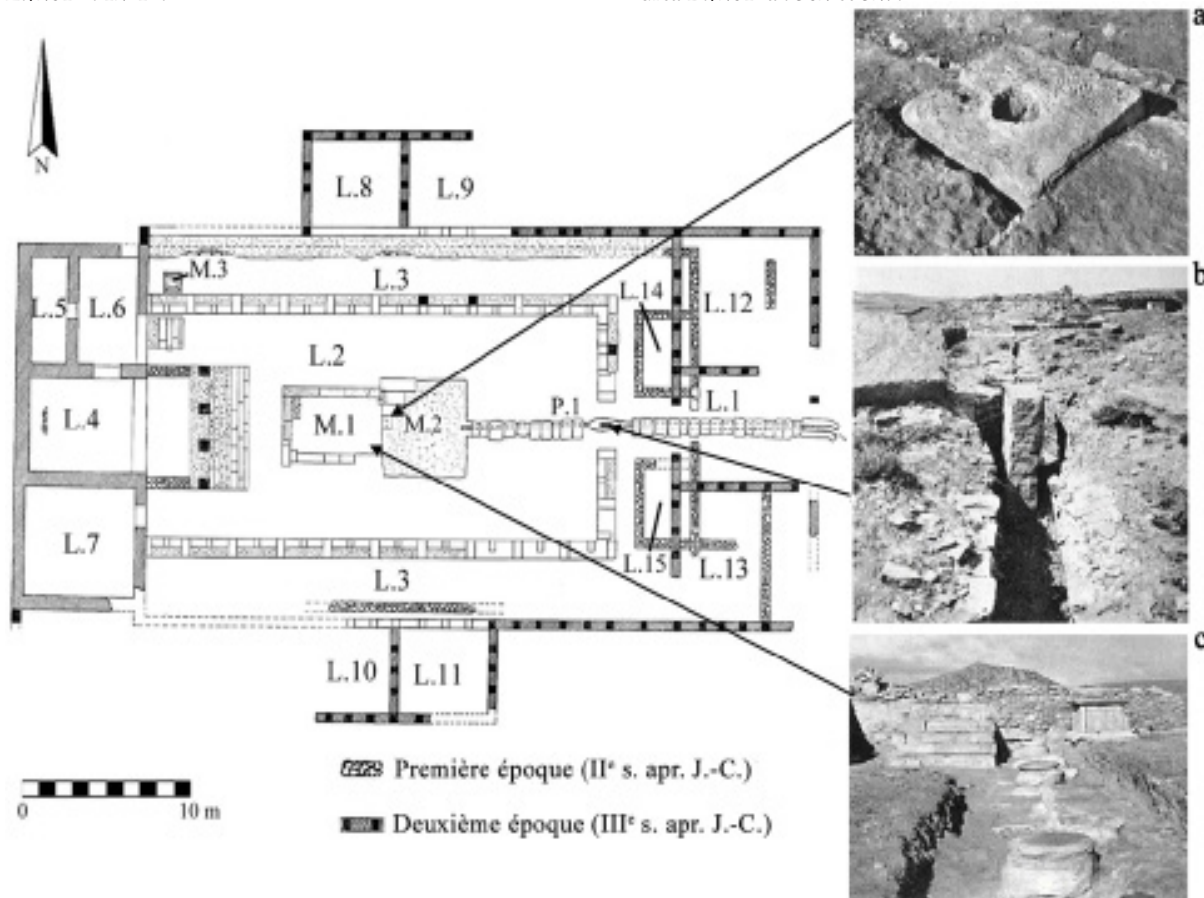 a
N
L.8
L.9
M.3
L.3
L.5
L.6
L.14
L.12
b
L.2
P.1
L.1
L.4
M.1
M.2
L.7
L.15
L.13
L.3
c
L.10
L.11
Première époque (IIe s. apr. J.-C.)
0
10 m
Deuxième époque (IIIe s. apr. J.-C.)